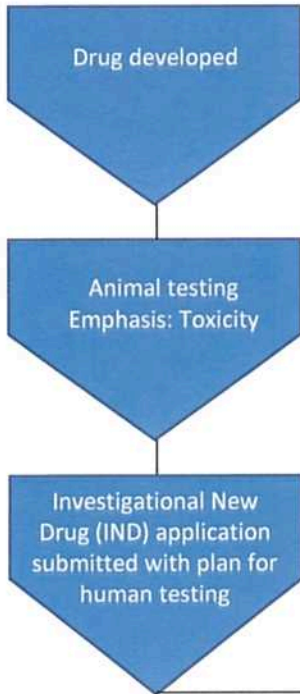 Drug developed
Animal testing
Emphasis: Toxicity
Investigational New
Drug (IND) application
submitted with plan for
human testing